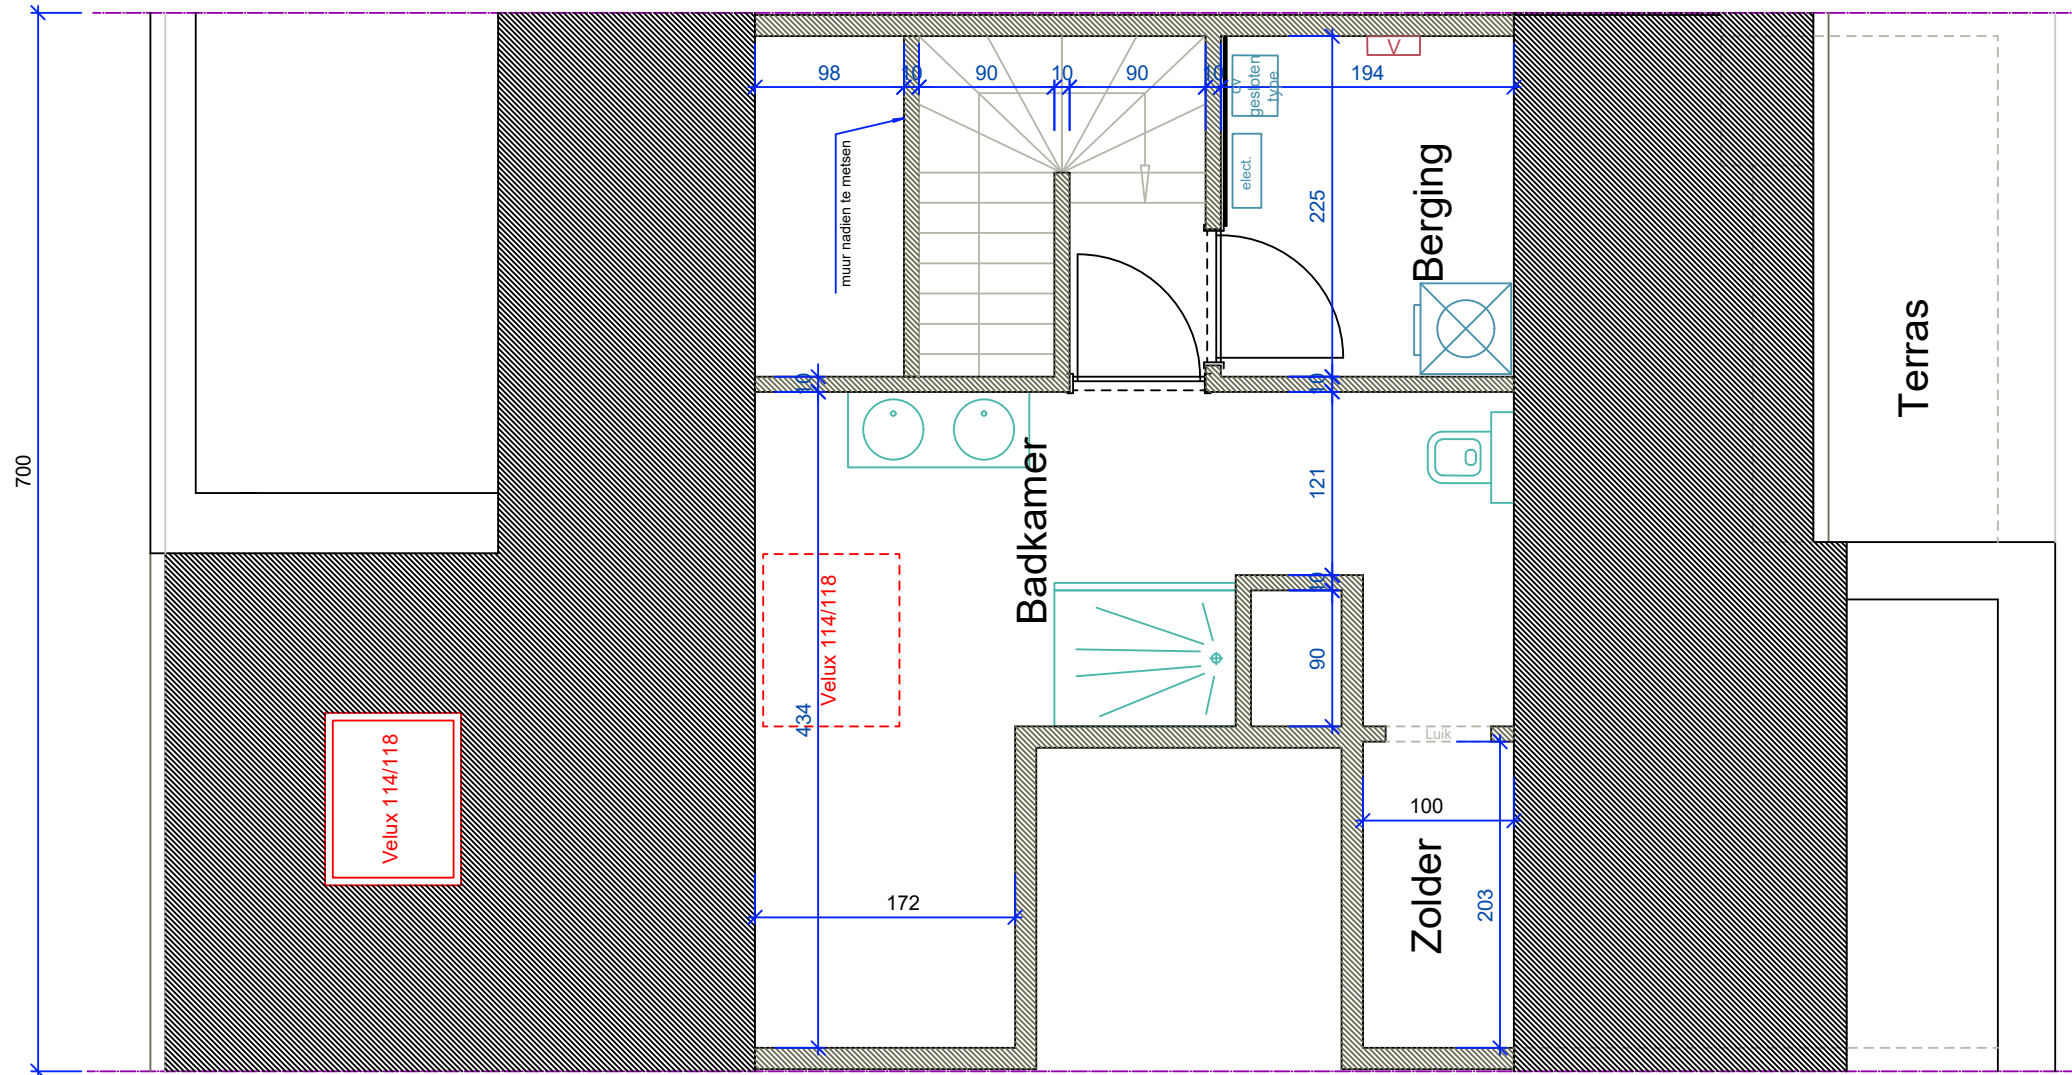 V
98
10
90
10
90
10
194
cv
gesloten
type
elect.
muur nadien te metsen
225
Berging
Terras
10
10
700
121
Badkamer
10
Velux 114/118
90
434
Luik
Velux 114/118
100
172
Zolder
203